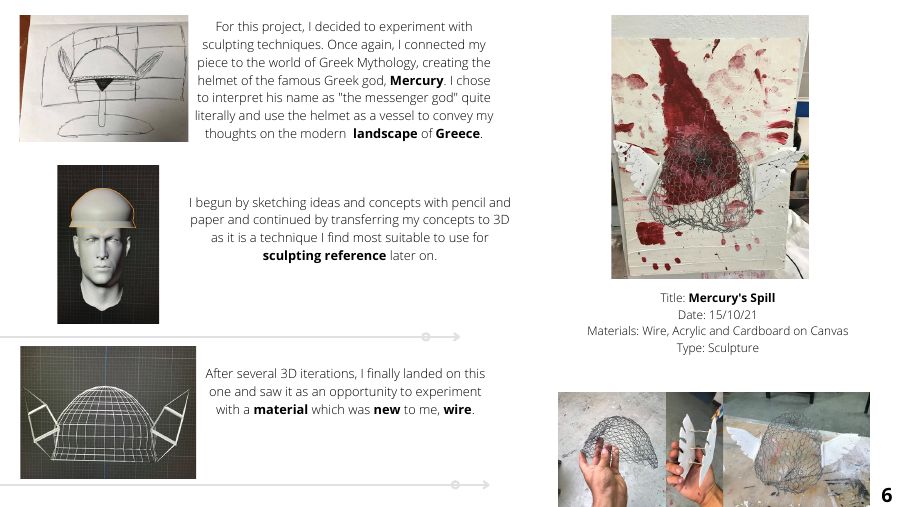 For this project, I decided to experiment with
sculpting techniques. Once again, I connected my
piece to the world of Greek Mythology, creating the
helmet of the famous Greek god, Mercury. I chose
to interpret his name as "the messenger god" quite
literally and use the helmet as a vessel to convey my
thoughts on the modern landscape of Greece.
I begun by sketching ideas and concepts with pencil and
paper and continued by transferring my concepts to 3D
as it is a technique I find most suitable to use for
sculpting reference later on.
After several 3D iterations, I finally landed on this
one and saw it as an opportunity to experiment
with a material which was new to me, wire.
Title: Mercury's Spill
Date: 15/10/21
Materials: Wire, Acrylic and Cardboard on Canvas
Type: Sculpture
6